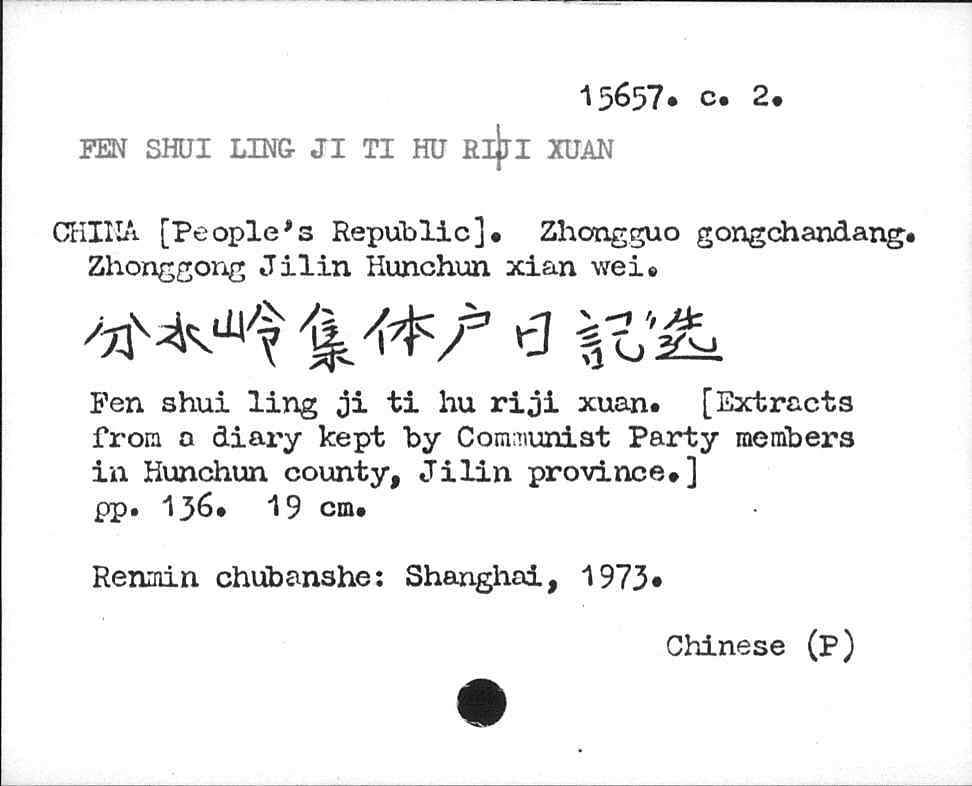 15657. c. 2.
FEN SHUI LING JI TI HU RIJI XUAN
CHINA [People's Republic]. Zhongguo gongchandang.
Zhonggong Jilin Hunchun xian wei.
分水岭集体户日記选
Fen shui ling ji ti hu riji xuan. [Extracts
from a diary kept by Communist Party members
in Hunchun county, Jilin province.]
pp. 136. 19 cm.
Renmin chubanshe: Shanghai, 1973.
Chinese (P)